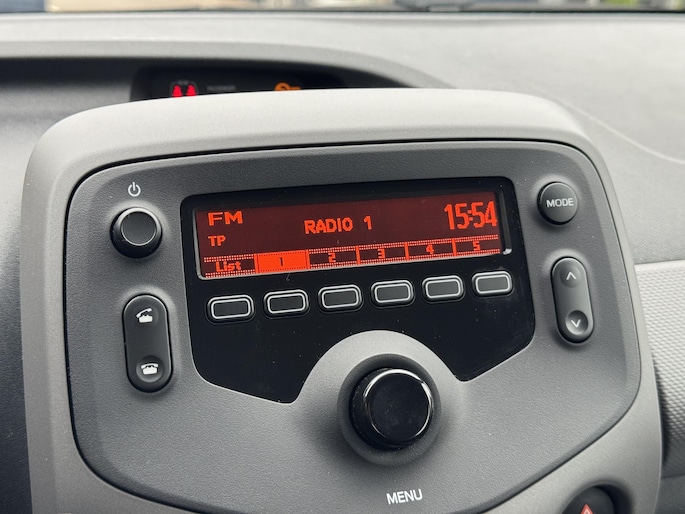 FM
RADIO 1
15:54
TP
List 1 2 3 4 5
MODE
MENU